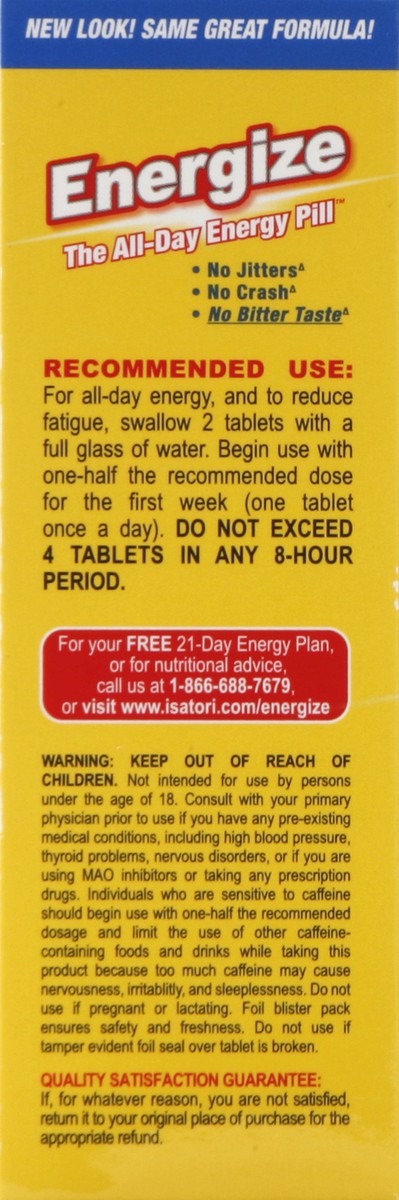 NEW LOOK! SAME GREAT FORMULA!
Energize
The All-Day Energy Pill™
• No JittersΔ
• No CrashΔ
• No Bitter TasteΔ
RECOMMENDED USE:
For all-day energy, and to reduce
fatigue, swallow 2 tablets with a
full glass of water. Begin use with
one-half the recommended dose
for the first week (one tablet
once a day). DO NOT EXCEED
4 TABLETS IN ANY 8-HOUR
PERIOD.
For your FREE 21-Day Energy Plan,
or for nutritional advice,
call us at 1-866-688-7679,
or visit www.isatori.com/energize
WARNING: KEEP OUT OF REACH OF
CHILDREN. Not intended for use by persons
under the age of 18. Consult with your primary
physician prior to use if you have any pre-existing
medical conditions, including high blood pressure,
thyroid problems, nervous disorders, or if you are
using MAO inhibitors or taking any prescription
drugs. Individuals who are sensitive to caffeine
should begin use with one-half the recommended
dosage and limit the use of other caffeine-
containing foods and drinks while taking this
product because too much caffeine may cause
nervousness, irritablitly, and sleeplessness. Do not
use if pregnant or lactating. Foil blister pack
ensures safety and freshness. Do not use if
tamper evident foil seal over tablet is broken.
QUALITY SATISFACTION GUARANTEE:
If, for whatever reason, you are not satisfied,
return it to your original place of purchase for the
appropriate refund.